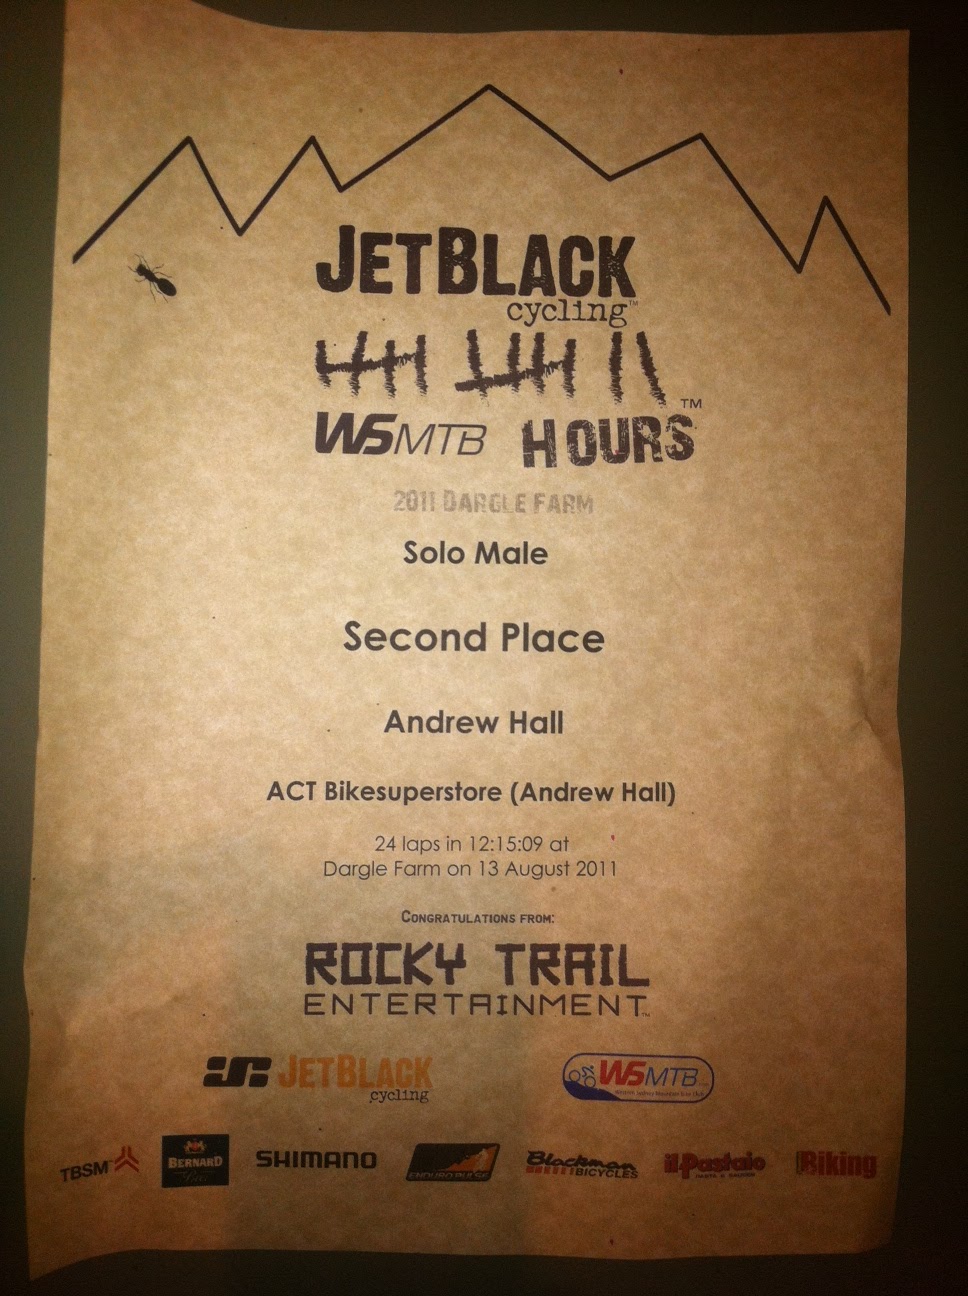 JETBLACK
cycling™
WSMTB HOURS™
2011 DARGLE FARM
Solo Male
Second Place
Andrew Hall
ACT Bikesuperstore (Andrew Hall)
24 laps in 12:15:09 at
Dargle Farm on 13 August 2011
CONGRATULATIONS FROM:
ROCKY TRAIL
ENTERTAINMENT™
JETBLACK
cycling
WSMTB
TBSM
BERNARD
SHIMANO
ENDUROPULSE
Blackman
BICYCLES
il Pastaio
Biking